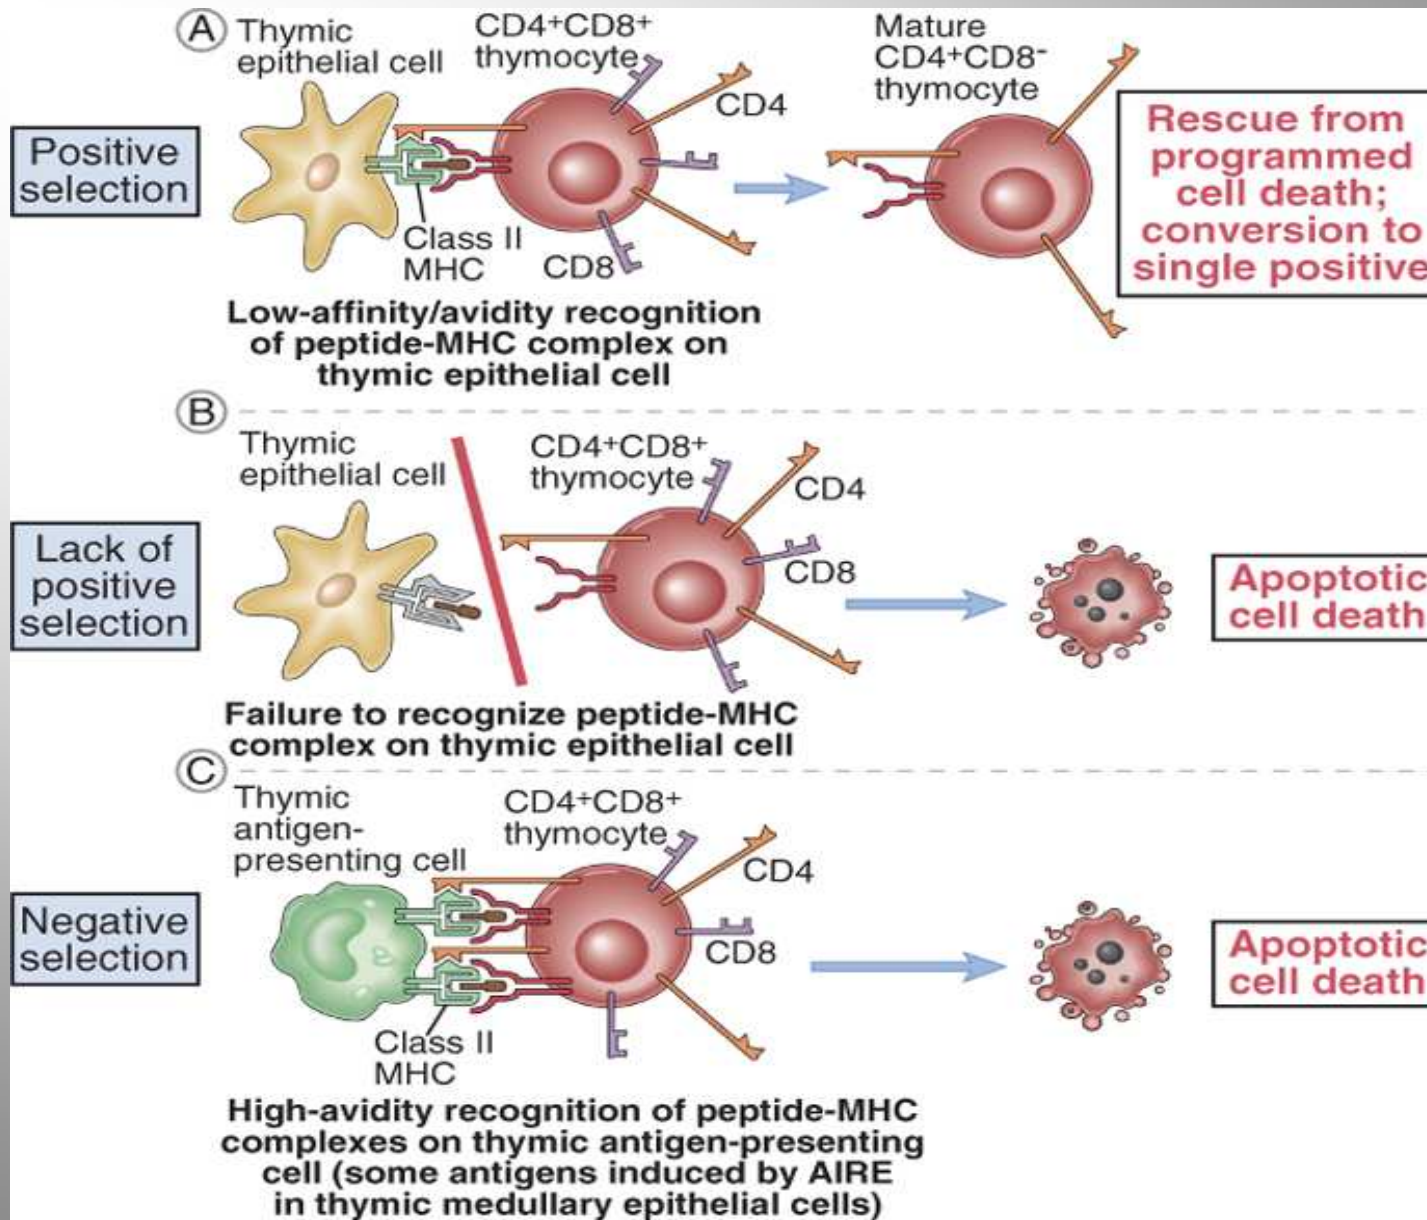 A
Thymic
epithelial cell
CD4+CD8+
thymocyte
CD4
Mature
CD4+CD8-
thymocyte
Positive
selection
Rescue from
programmed
cell death;
conversion to
single positive
Class II
MHC
CD8
Low-affinity/avidity recognition
of peptide-MHC complex on
thymic epithelial cell
B
Thymic
epithelial cell
CD4+CD8+
thymocyte
CD4
CD8
Lack of
positive
selection
Apoptotic
cell death
Failure to recognize peptide-MHC
complex on thymic epithelial cell
C
Thymic
antigen-
presenting cell
CD4+CD8+
thymocyte
CD4
CD8
Negative
selection
Apoptotic
cell death
Class II
MHC
High-avidity recognition of peptide-MHC
complexes on thymic antigen-presenting
cell (some antigens induced by AIRE
in thymic medullary epithelial cells)